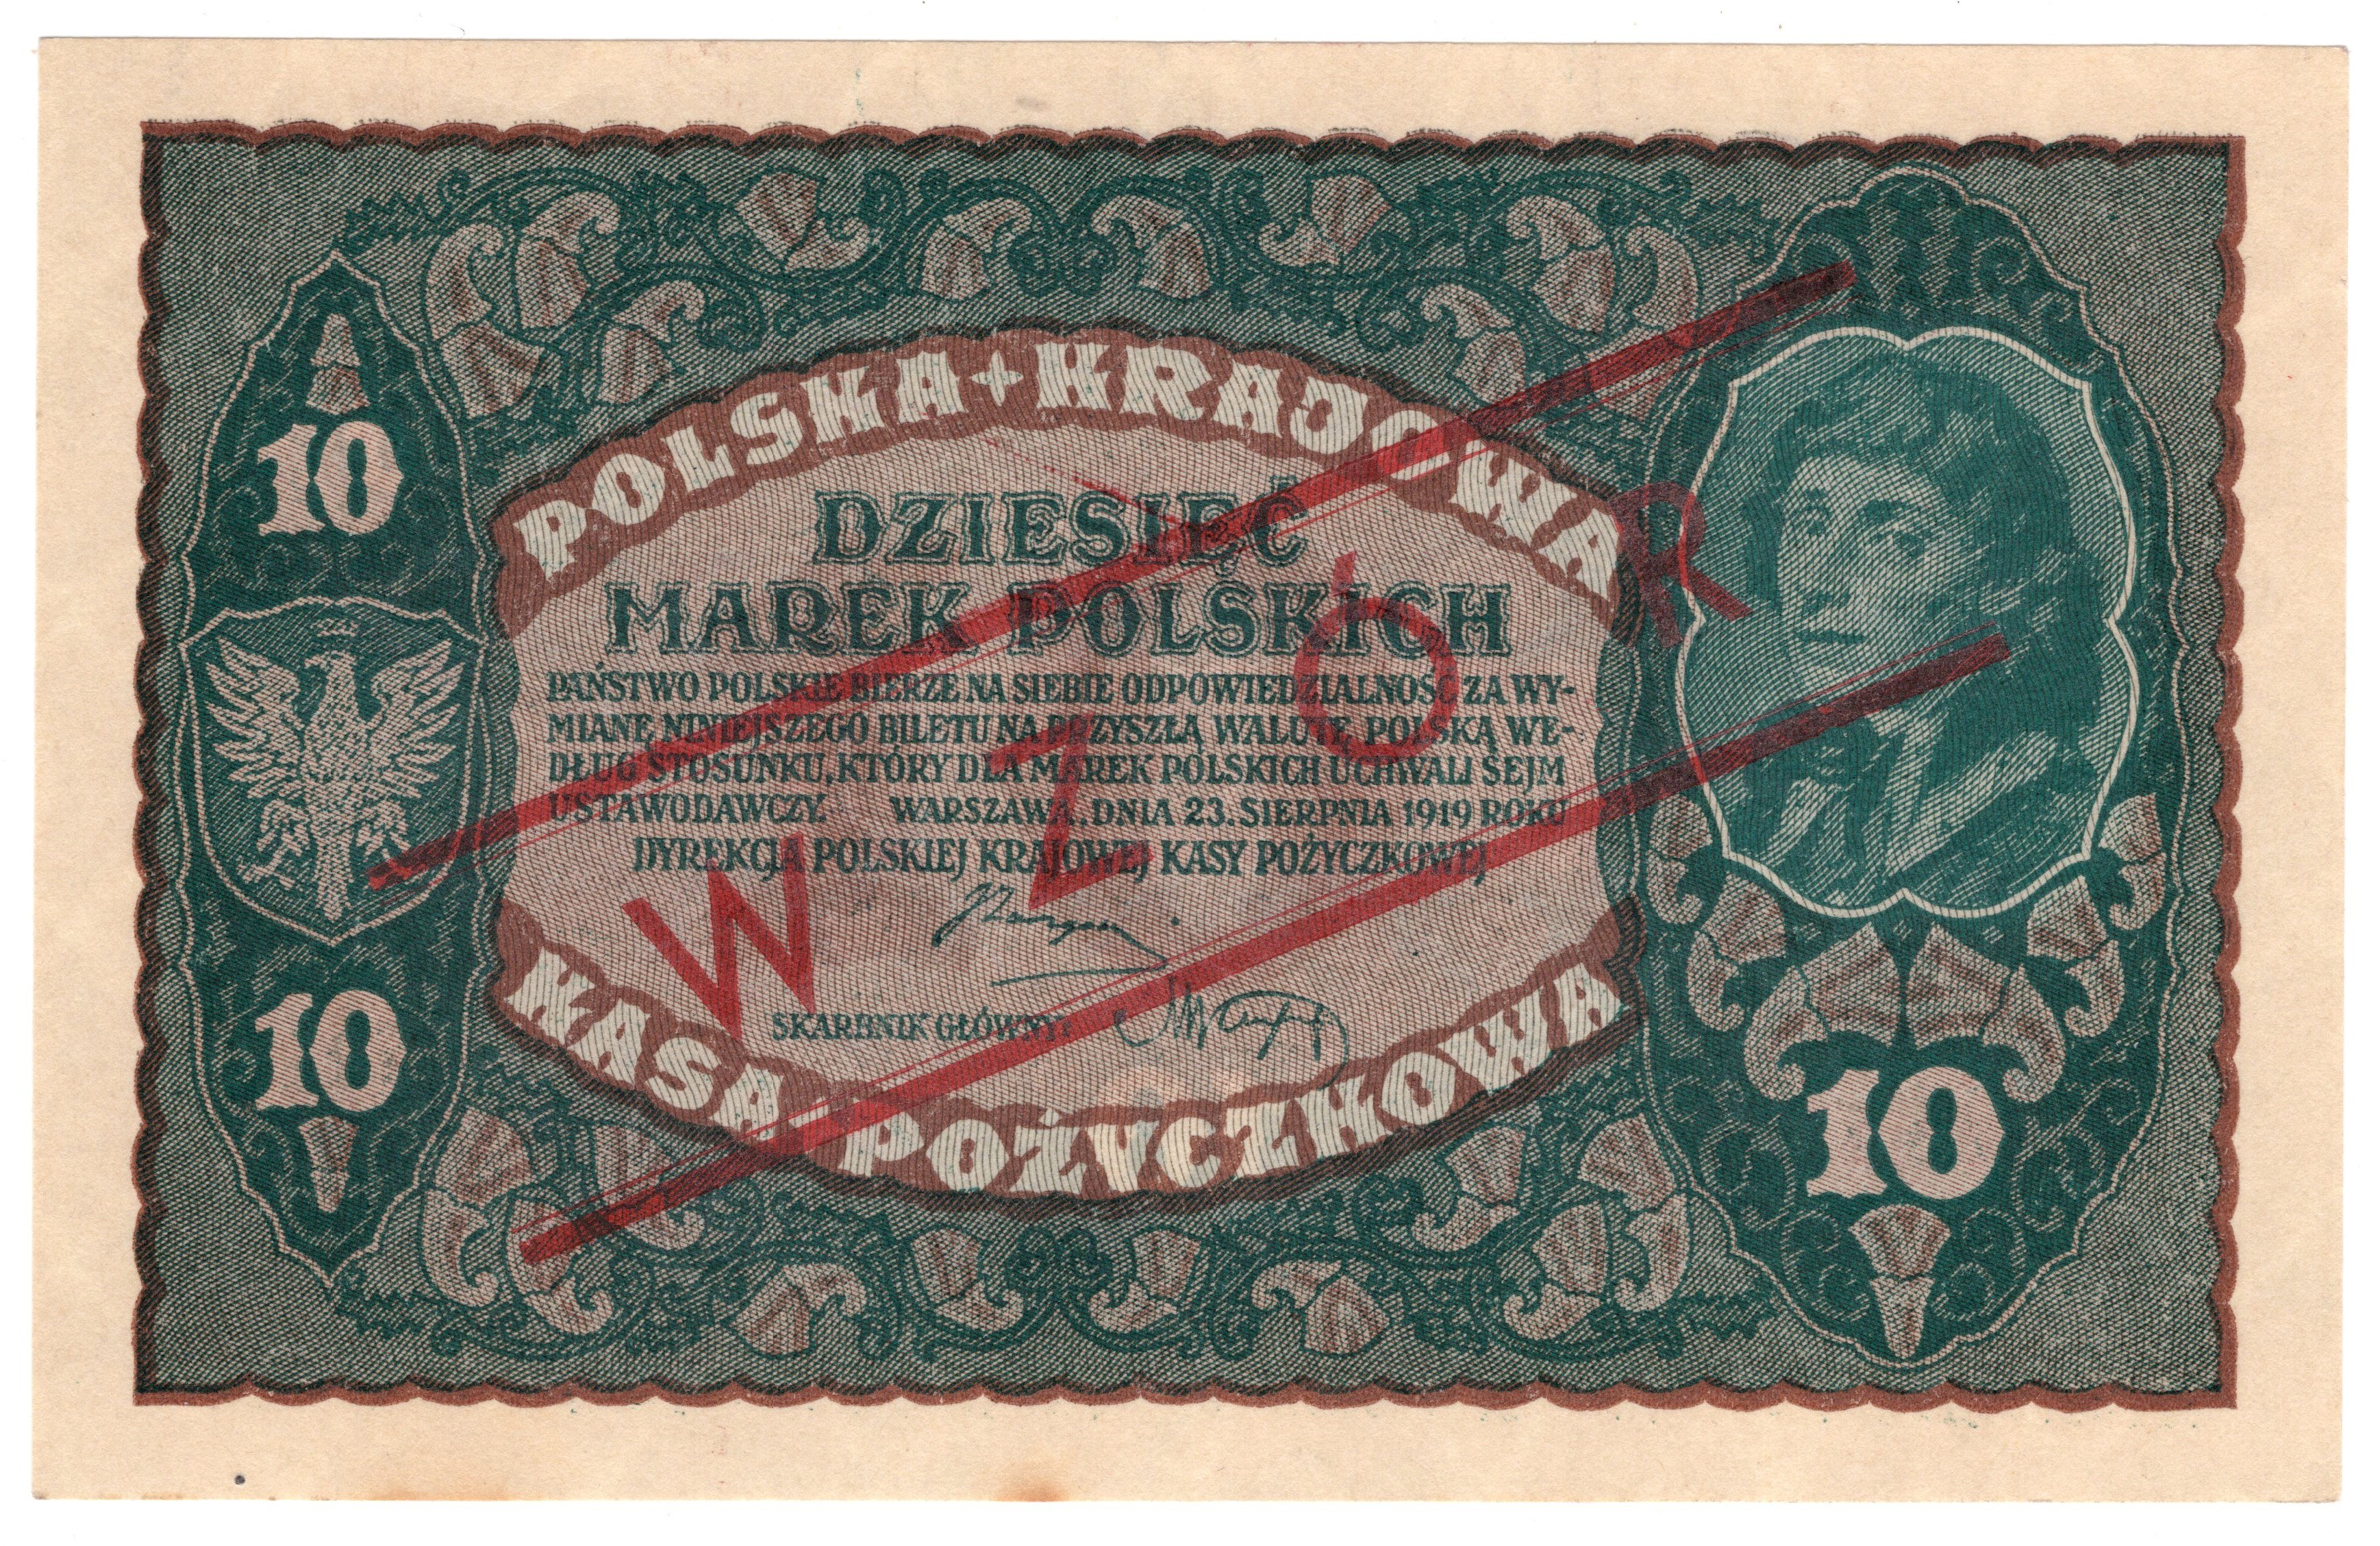 POLSKA+KRAJOWA
10
DZIESIĘĆ
MAREK POLSKICH
PAŃSTWO POLSKIE BIERZE NA SIEBIE ODPOWIEDZIALNOŚĆ ZA WY-
MIANĘ NINIEJSZEGO BILETU NA PRZYSZŁĄ WALUTĘ POLSKĄ WE-
DŁUG STOSUNKU, KTÓRY DLA MAREK POLSKICH UCHWALI SEJM
USTAWODAWCZY. WARSZAWA, DNIA 23. SIERPNIA 1919 ROKU
DYREKCJA POLSKIEJ KRAJOWEJ KASY POŻYCZKOWEJ
WZÓR
SKARBNIK GŁÓWNY:
KASA-POŻYCZKOWA
10
10